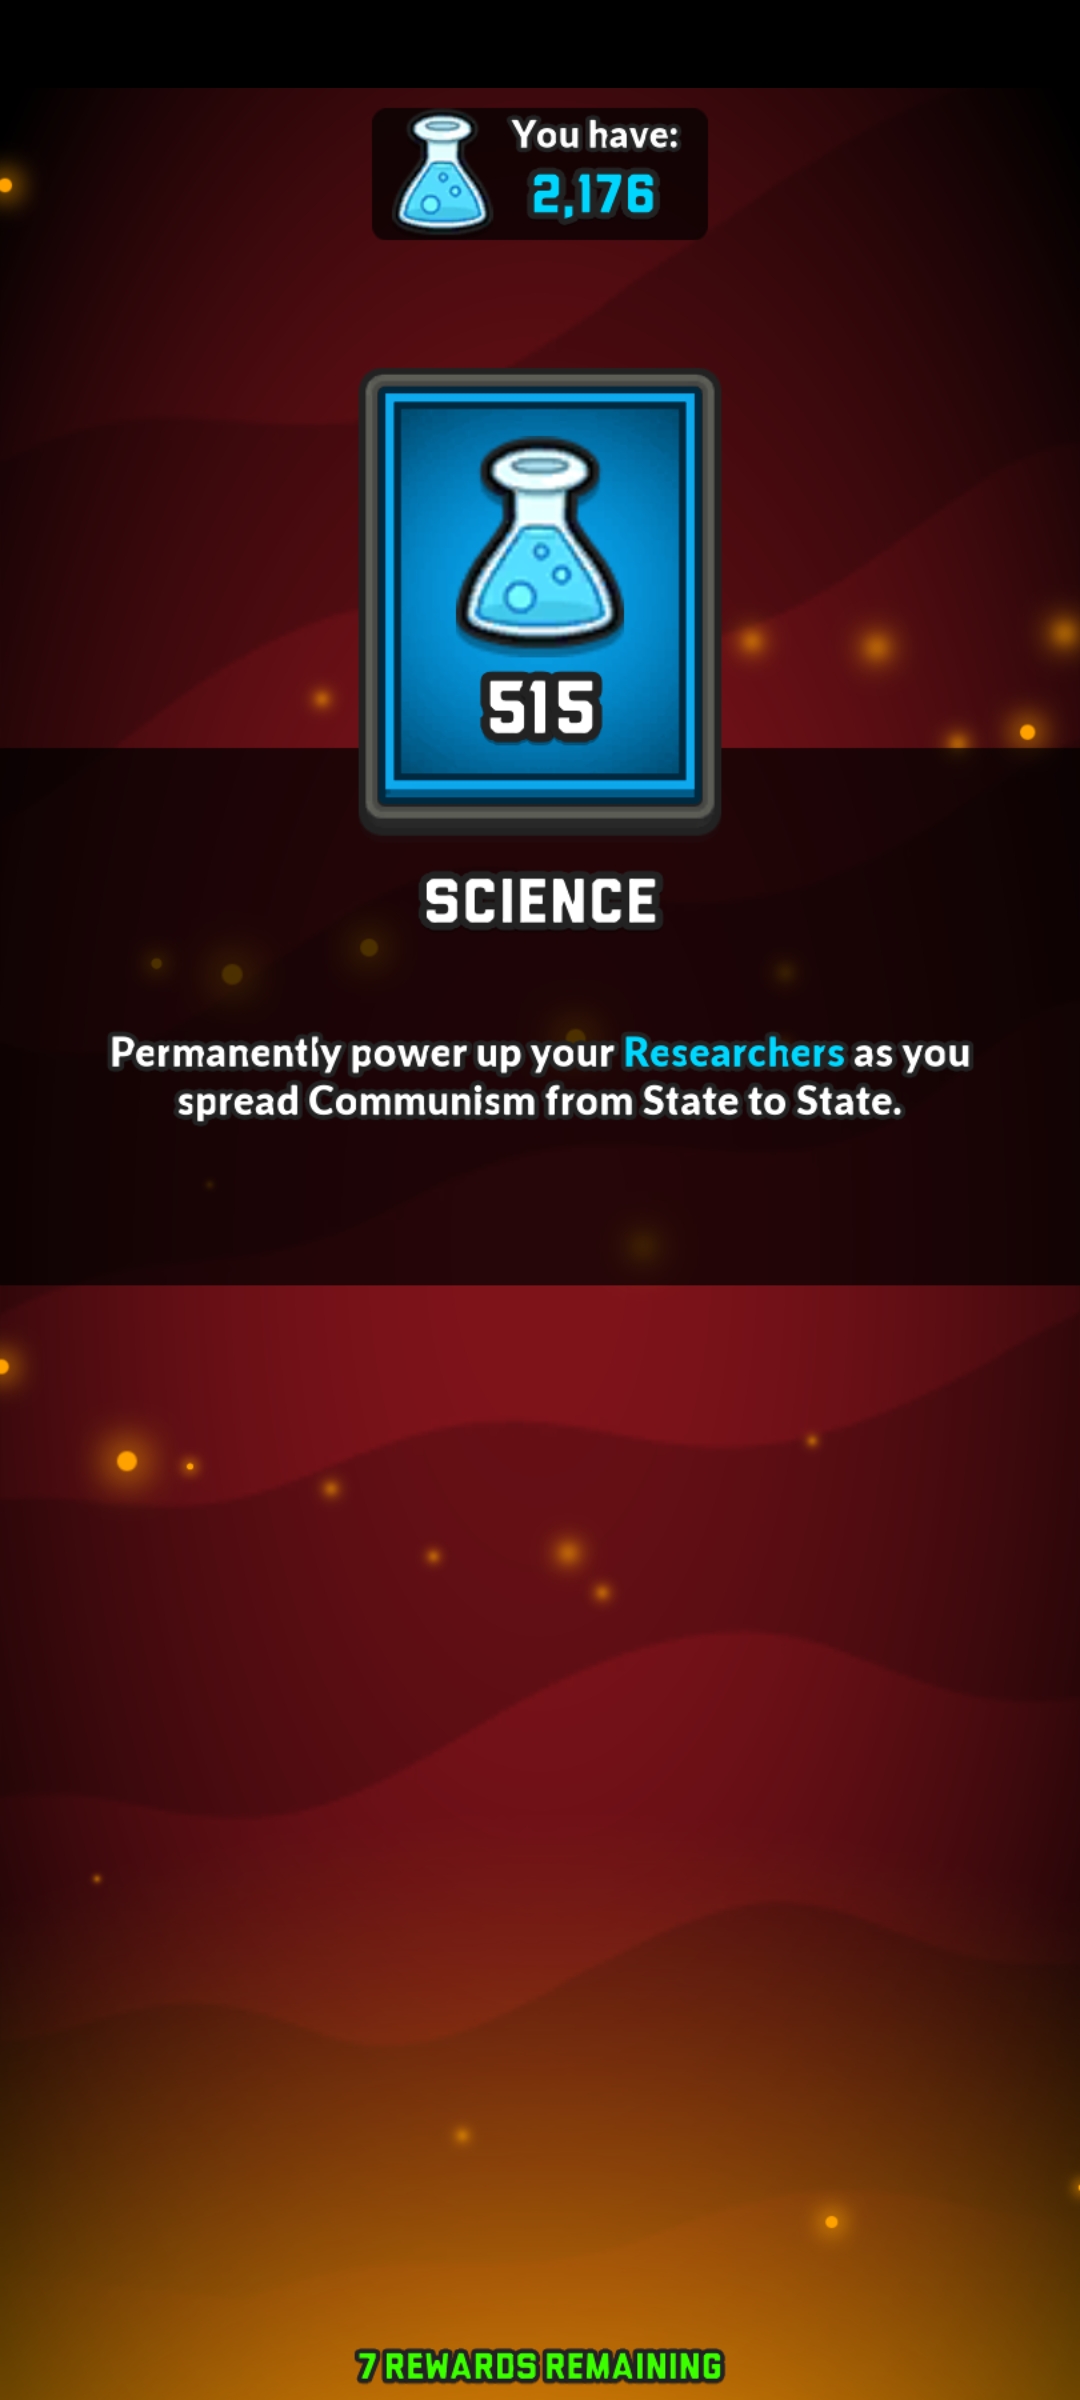 You have:
2,176
515
SCIENCE
Permanently power up your Researchers as you
spread Communism from State to State.
7 REWARDS REMAINING